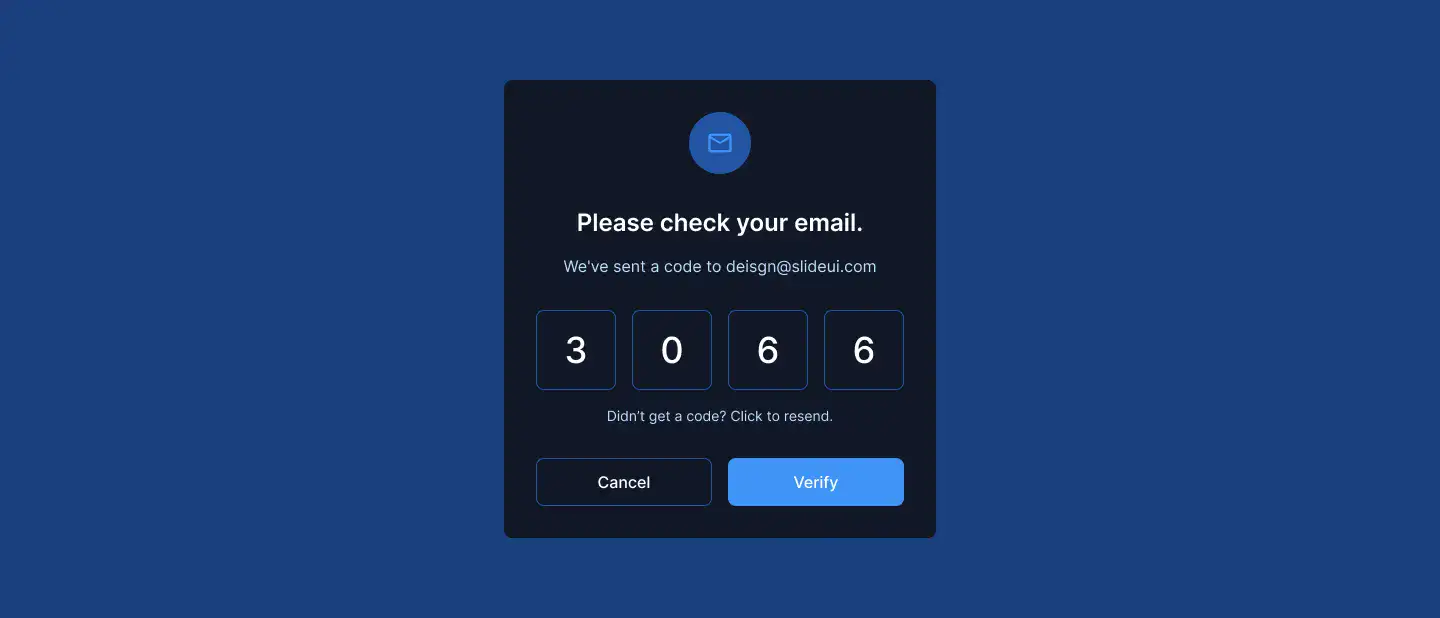 Please check your email.
We've sent a code to deisgn@slideui.com
3 0 6 6
Didn’t get a code? Click to resend.
Cancel Verify